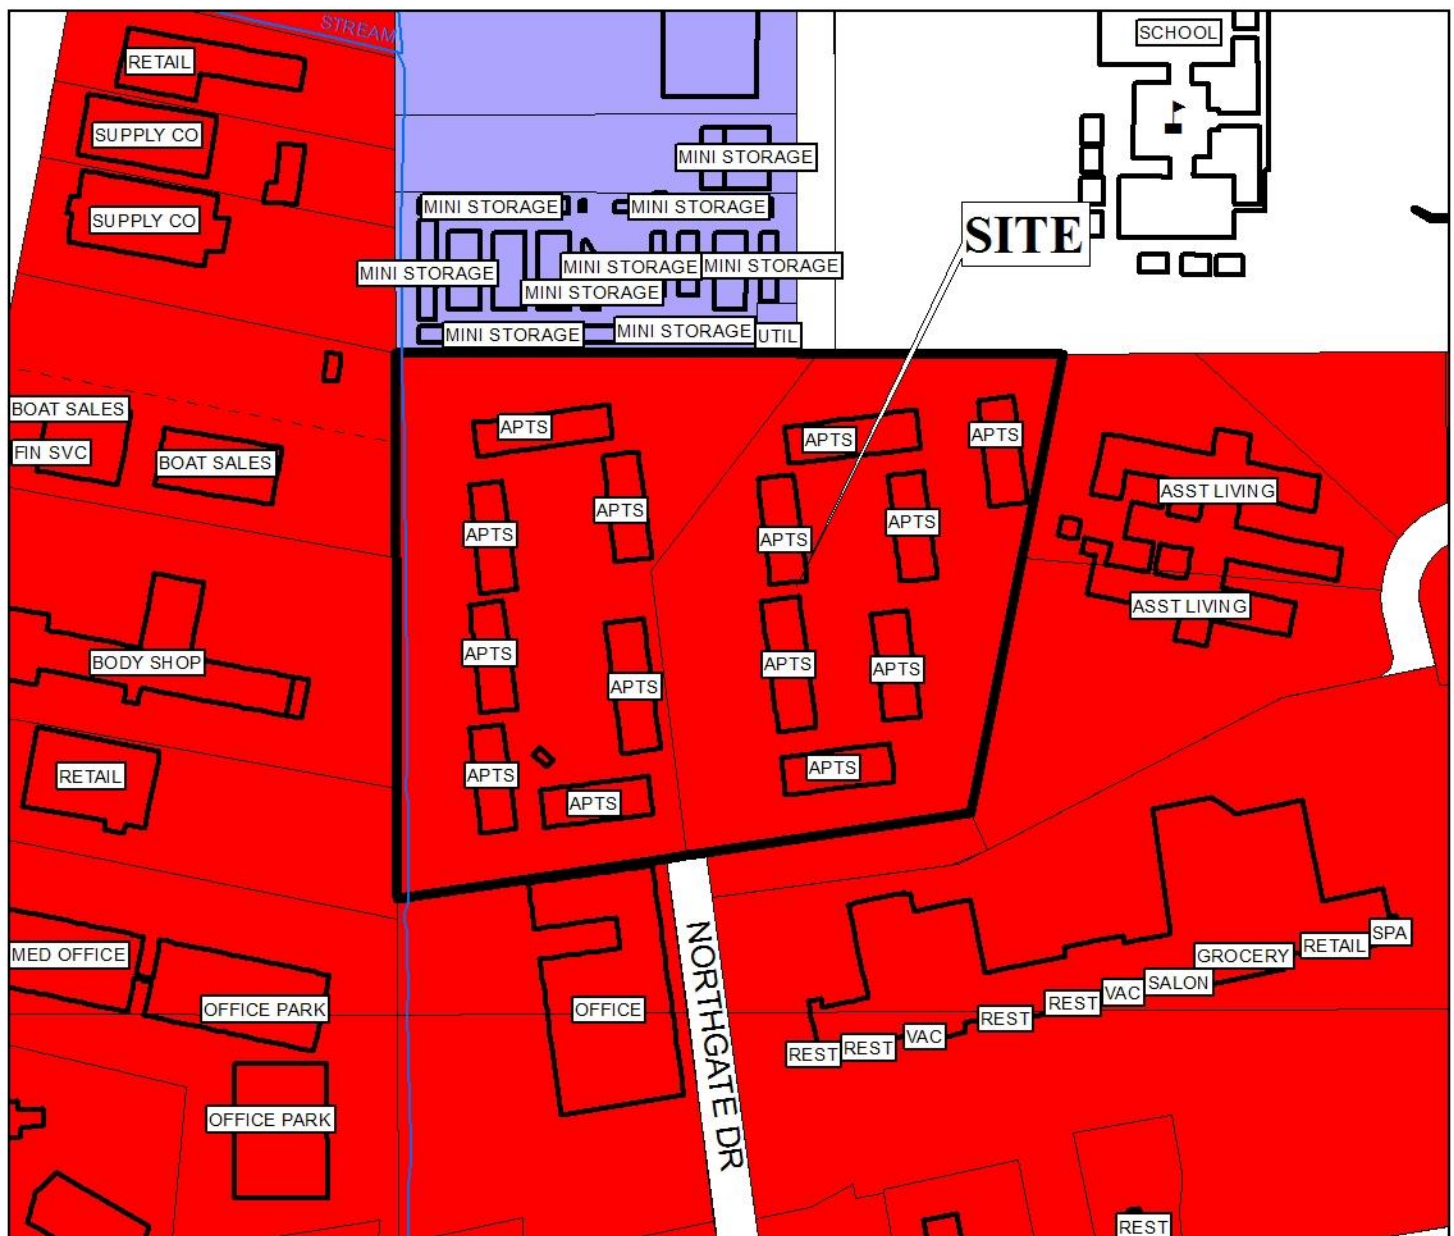 STREAM
SCHOOL
RETAIL
SUPPLY CO
MINI STORAGE
SUPPLY CO
MINI STORAGE
MINI STORAGE
SITE
MINI STORAGE
MINI STORAGE
MINI STORAGE
MINI STORAGE
MINI STORAGE
MINI STORAGE
UTIL
BOAT SALES
FIN SVC
BOAT SALES
APTS
APTS
APTS
APTS
APTS
APTS
APTS
APTS
ASST LIVING
ASST LIVING
BODY SHOP
APTS
APTS
APTS
APTS
RETAIL
APTS
APTS
APTS
MED OFFICE
OFFICE PARK
OFFICE
NORTHGATE DR
SPA
RETAIL
GROCERY
SALON
VAC
REST
REST
VAC
REST
REST
OFFICE PARK
REST